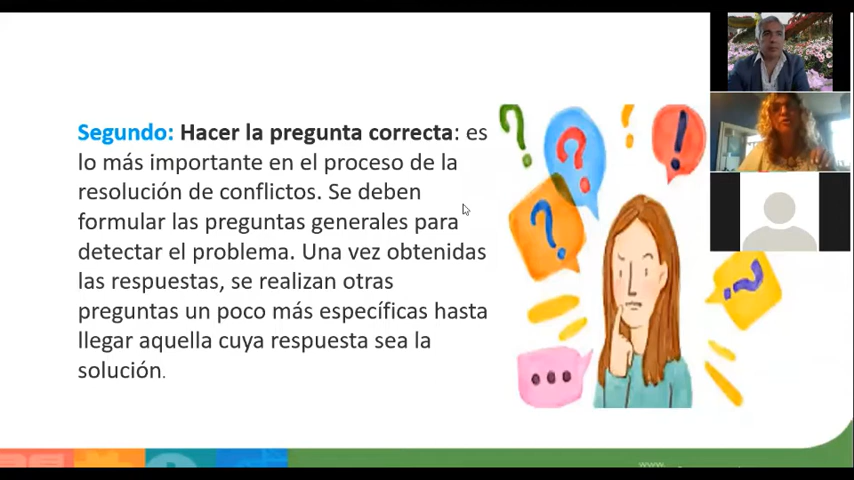 Segundo: Hacer la pregunta correcta: es
lo más importante en el proceso de la
resolución de conflictos. Se deben
formular las preguntas generales para
detectar el problema. Una vez obtenidas
las respuestas, se realizan otras
preguntas un poco más específicas hasta
llegar aquella cuya respuesta sea la
solución.
www.